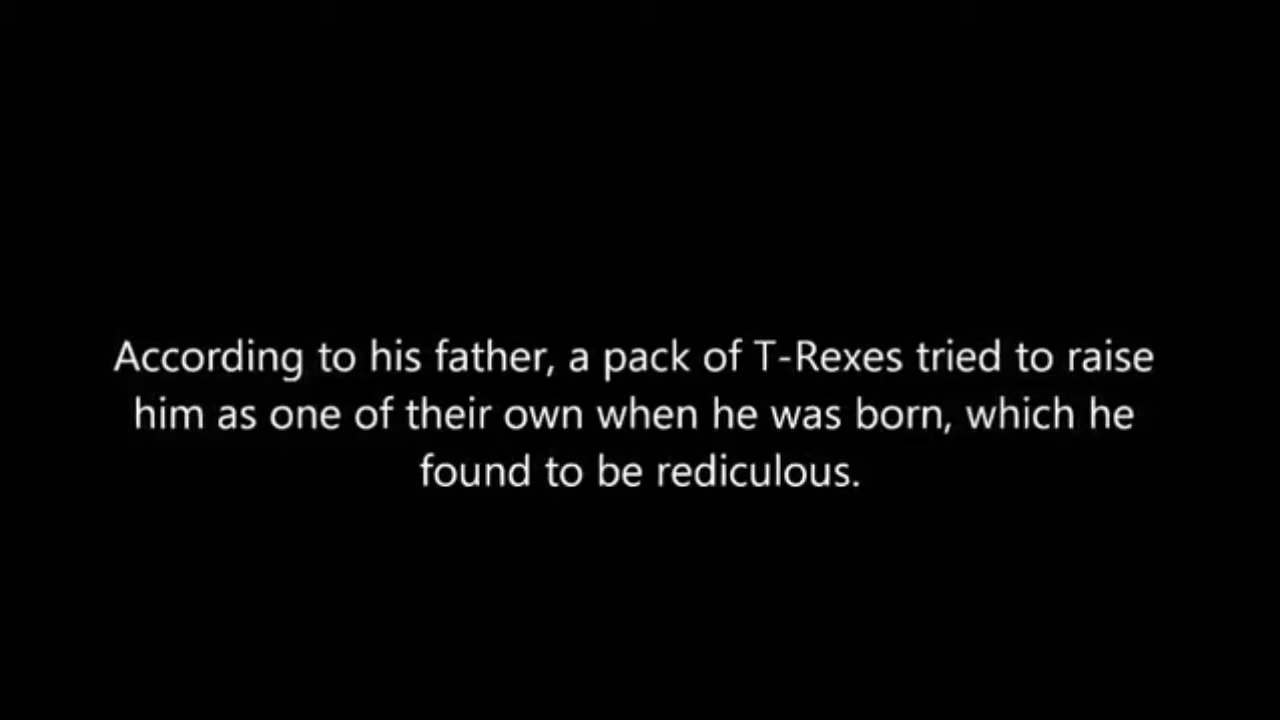 According to his father, a pack of T-Rexes tried to raise
him as one of their own when he was born, which he
found to be rediculous.